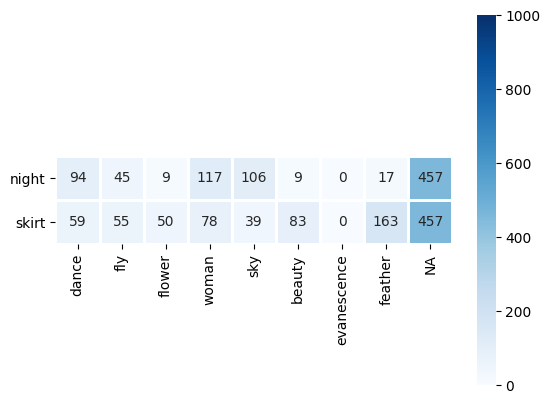 1000
800
600
400
200
0
night 94 45 9 117 106 9 0 17 457
skirt 59 55 50 78 39 83 0 163 457
dance fly flower woman sky beauty evanescence feather NA